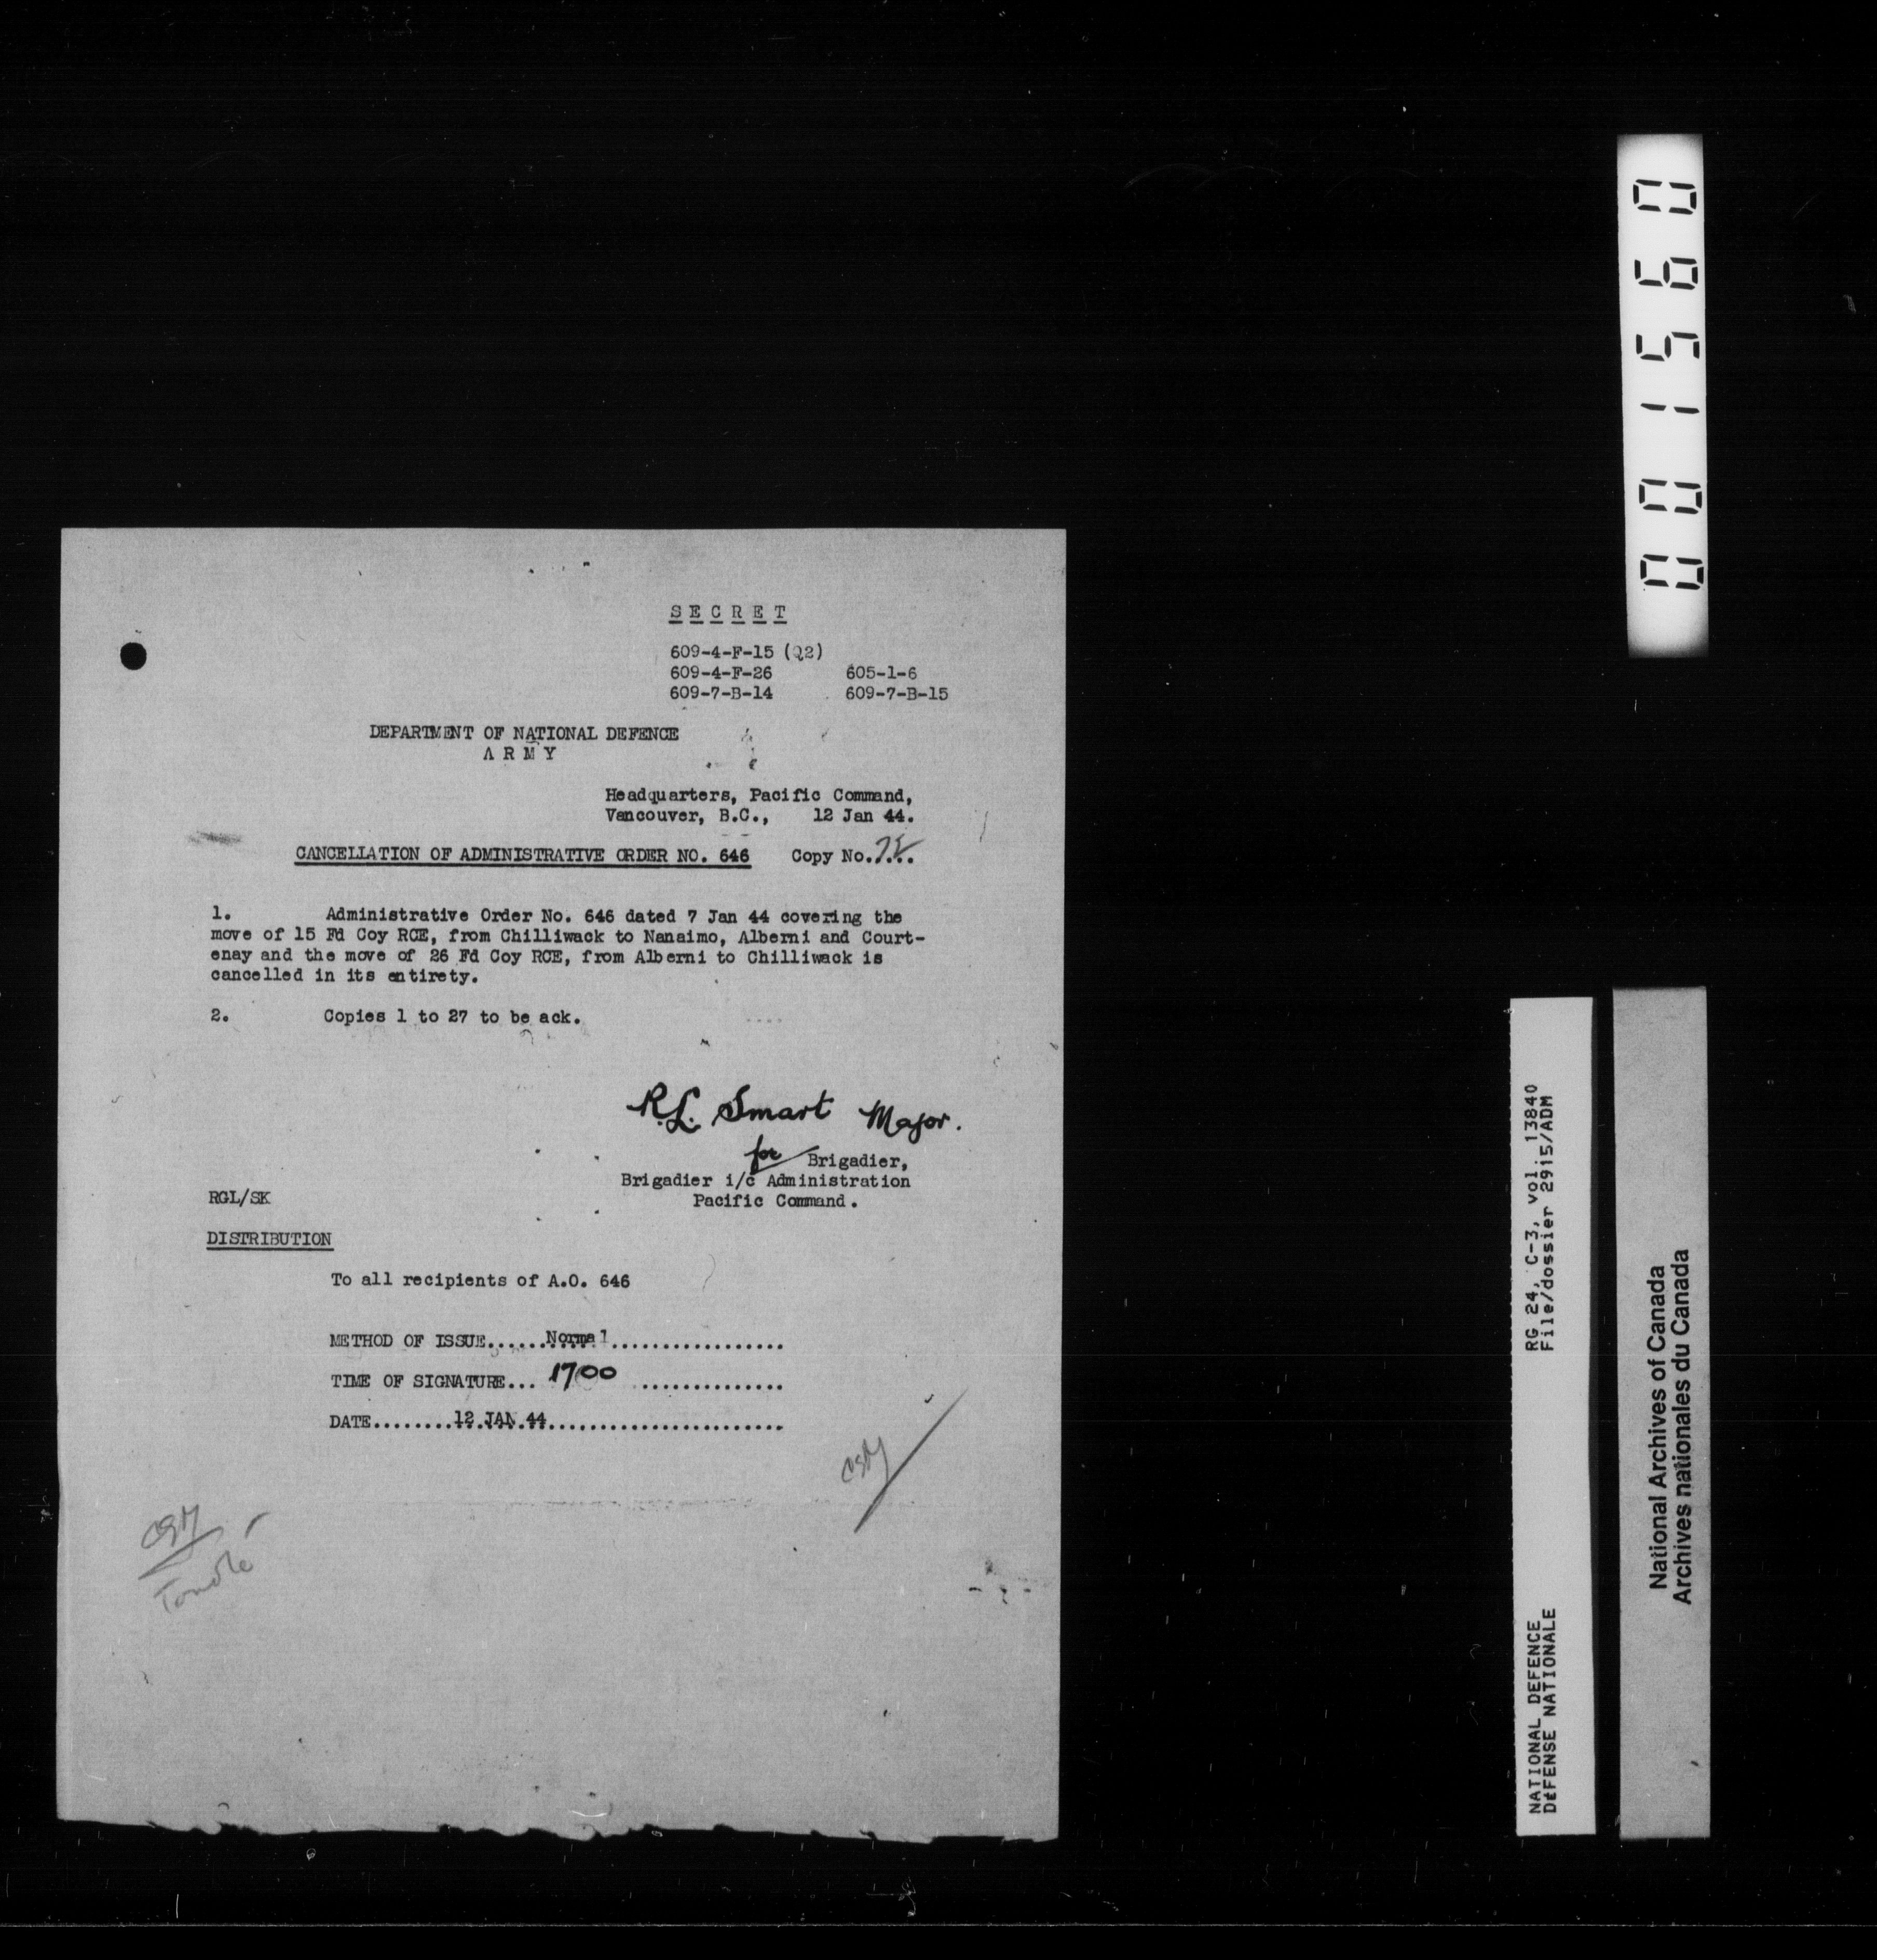 S E C R E T
609-4-F-15 (Q2)
609-4-F-26 605-1-6
609-7-B-14 609-7-B-15
DEPARTMENT OF NATIONAL DEFENCE
A R M Y
Headquarters, Pacific Command,
Vancouver, B.C., 12 Jan 44.
CANCELLATION OF ADMINISTRATIVE ORDER NO. 646 Copy No.
1. Administrative Order No. 646 dated 7 Jan 44 covering the
move of 15 Fd Coy RCE, from Chilliwack to Nanaimo, Alberni and Court-
enay and the move of 26 Fd Coy RCE, from Alberni to Chilliwack is
cancelled in its entirety.
2. Copies 1 to 27 to be ack.
R.L. Smart Major.
for Brigadier,
Brigadier i/c Administration
Pacific Command.
RGL/SK
DISTRIBUTION
To all recipients of A.O. 646
METHOD OF ISSUE......Normal.................
TIME OF SIGNATURE... 1700 ..............
DATE........12 JAN 44.......................
001560
RG 24, C-3, vol. 13840
File/dossier 2915/ADM
NATIONAL DEFENCE
DÉFENSE NATIONALE
National Archives of Canada
Archives nationales du Canada